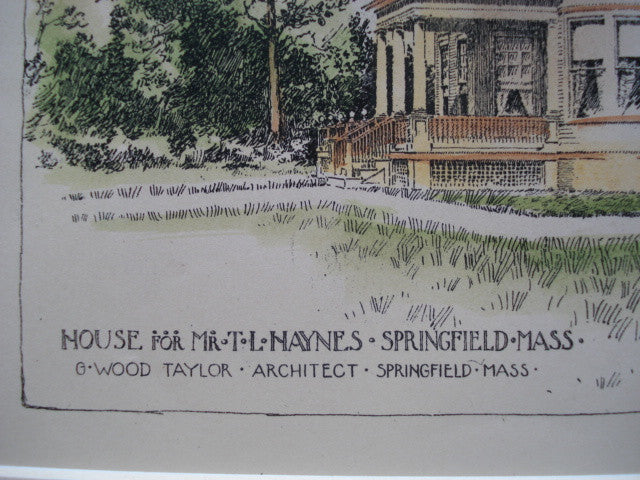 HOUSE FOR MR·T·L·HAYNES · SPRINGFIELD·MASS·
G·WOOD TAYLOR · ARCHITECT · SPRINGFIELD·MASS·